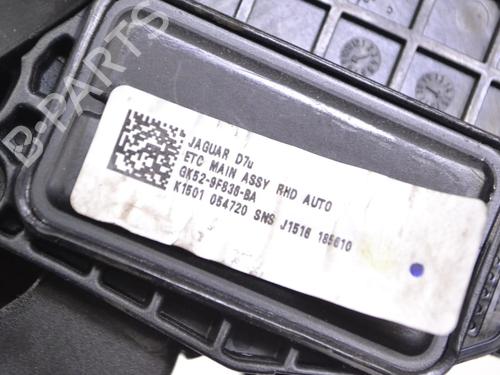 B-PARTS
JAGUAR D7u
ETC MAIN ASSY RHD AUTO
GK52-9F836-BA
K1501 054720 SNS J1516 185610